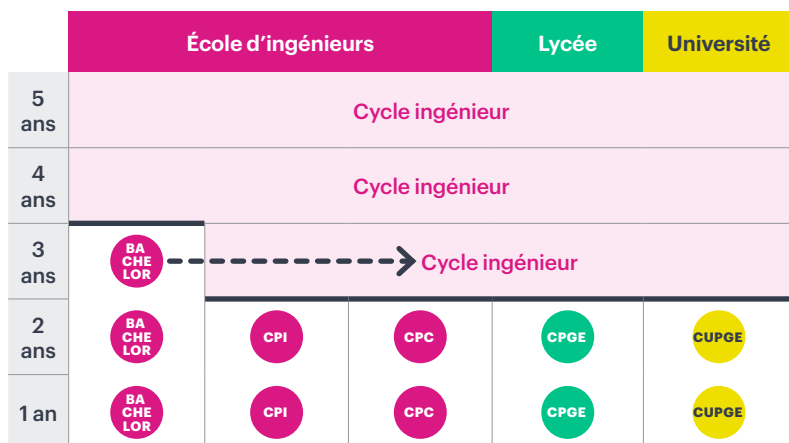 École d'ingénieurs Lycée Université
5
ans
Cycle ingénieur
4
ans
Cycle ingénieur
3
ans
BA
CHE
LOR
Cycle ingénieur
2
ans
BA
CHE
LOR
CPI
CPC
CPGE
CUPGE
1 an
BA
CHE
LOR
CPI
CPC
CPGE
CUPGE